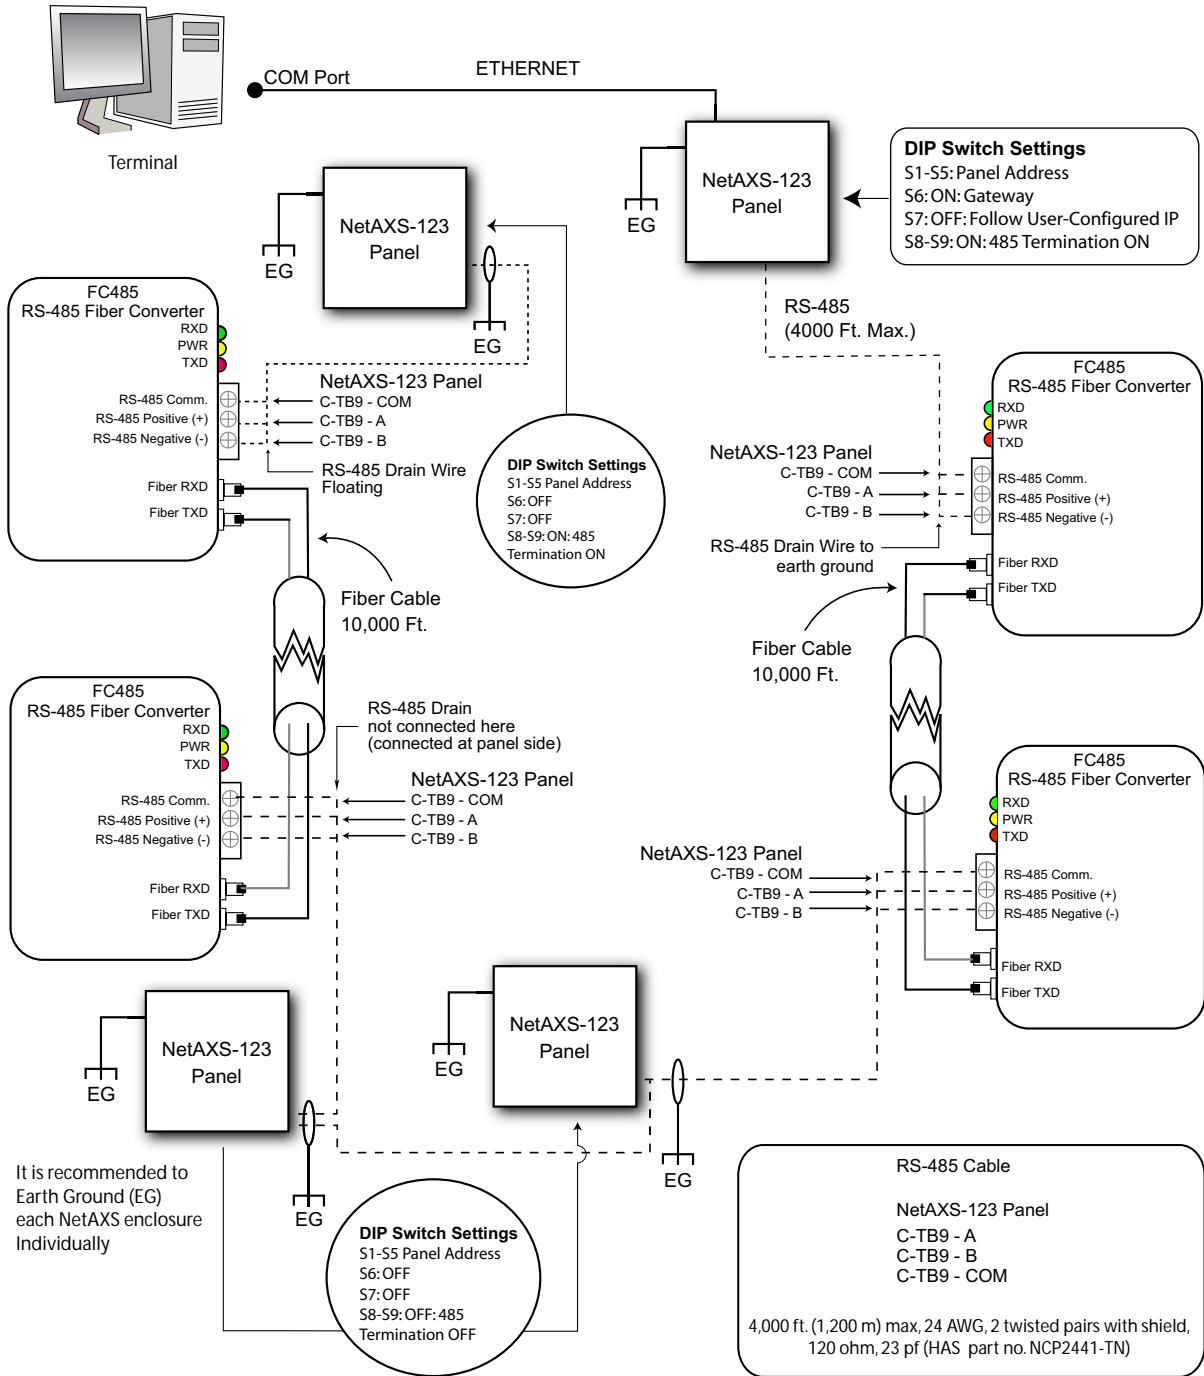 COM Port
ETHERNET
Terminal
NetAXS-123
Panel
EG
DIP Switch Settings
S1-S5: Panel Address
S6: ON: Gateway
S7: OFF: Follow User-Configured IP
S8-S9: ON: 485 Termination ON
NetAXS-123
Panel
EG
EG
RS-485
(4000 Ft. Max.)
FC485
RS-485 Fiber Converter
RXD
PWR
TXD
RS-485 Comm.
RS-485 Positive (+)
RS-485 Negative (-)
Fiber RXD
Fiber TXD
NetAXS-123 Panel
C-TB9 - COM
C-TB9 - A
C-TB9 - B
RS-485 Drain Wire
Floating
DIP Switch Settings
S1-S5 Panel Address
S6: OFF
S7: OFF
S8-S9: ON: 485
Termination ON
FC485
RS-485 Fiber Converter
RXD
PWR
TXD
RS-485 Comm.
RS-485 Positive (+)
RS-485 Negative (-)
Fiber RXD
Fiber TXD
NetAXS-123 Panel
C-TB9 - COM
C-TB9 - A
C-TB9 - B
RS-485 Drain Wire to
earth ground
Fiber Cable
10,000 Ft.
Fiber Cable
10,000 Ft.
FC485
RS-485 Fiber Converter
RXD
PWR
TXD
RS-485 Comm.
RS-485 Positive (+)
RS-485 Negative (-)
Fiber RXD
Fiber TXD
RS-485 Drain
not connected here
(connected at panel side)
NetAXS-123 Panel
C-TB9 - COM
C-TB9 - A
C-TB9 - B
FC485
RS-485 Fiber Converter
RXD
PWR
TXD
RS-485 Comm.
RS-485 Positive (+)
RS-485 Negative (-)
Fiber RXD
Fiber TXD
NetAXS-123 Panel
C-TB9 - COM
C-TB9 - A
C-TB9 - B
NetAXS-123
Panel
EG
EG
NetAXS-123
Panel
EG
EG
It is recommended to
Earth Ground (EG)
each NetAXS enclosure
Individually
DIP Switch Settings
S1-S5 Panel Address
S6: OFF
S7: OFF
S8-S9: OFF: 485
Termination OFF
RS-485 Cable
NetAXS-123 Panel
C-TB9 - A
C-TB9 - B
C-TB9 - COM
4,000 ft. (1,200 m) max, 24 AWG, 2 twisted pairs with shield,
120 ohm, 23 pf (HAS part no. NCP2441-TN)